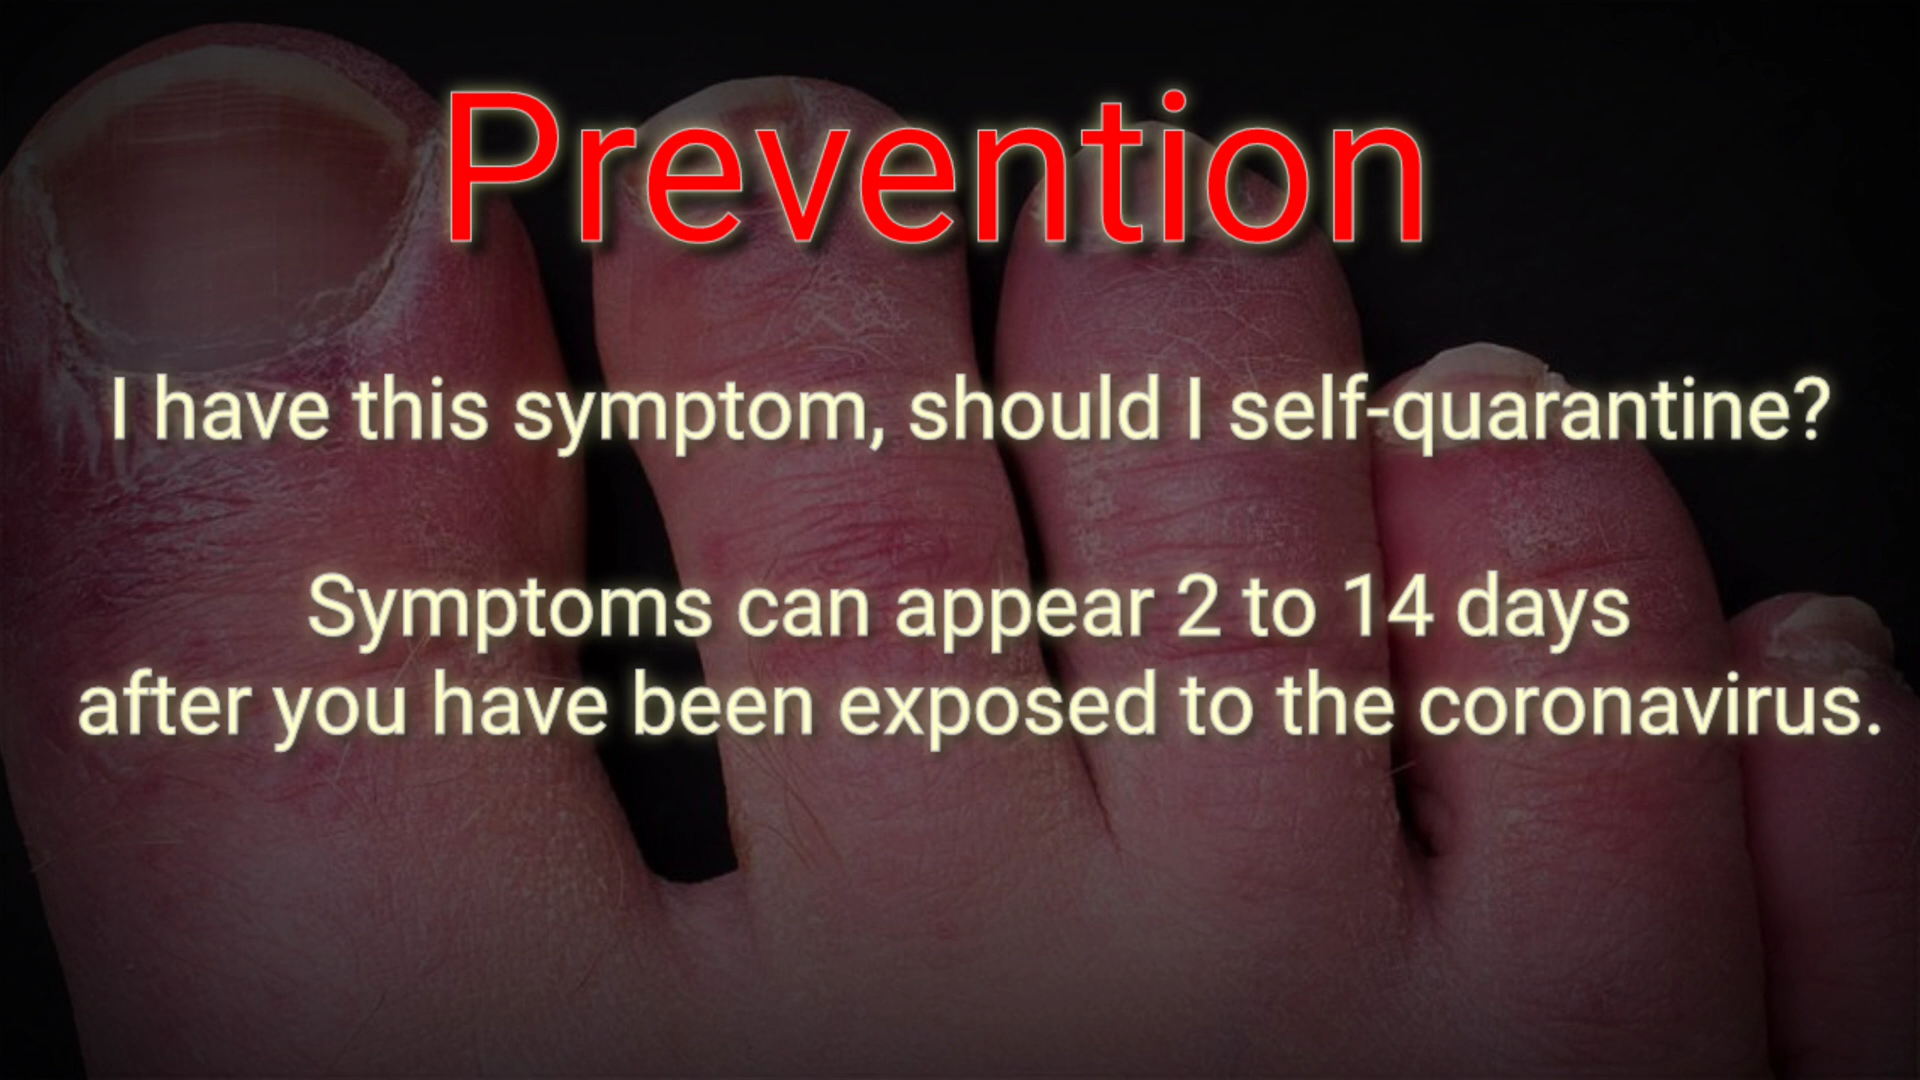 Prevention
I have this symptom, should I self-quarantine?
Symptoms can appear 2 to 14 days
after you have been exposed to the coronavirus.